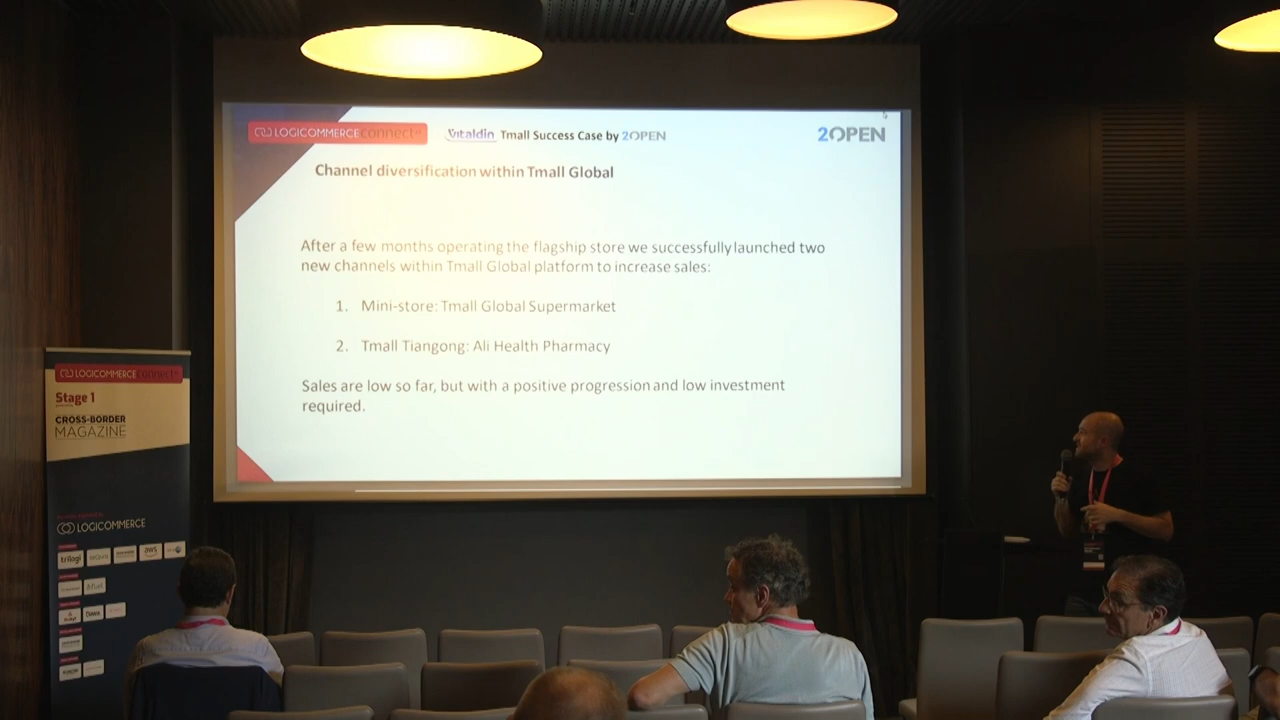 LOGICOMMERCE connect
Vitaldin Tmall Success Case by 2OPEN
2OPEN
Channel diversification within Tmall Global
After a few months operating the flagship store we successfully launched two
new channels within Tmall Global platform to increase sales:
1. Mini-store: Tmall Global Supermarket
2. Tmall Tiangong: Ali Health Pharmacy
Sales are low so far, but with a positive progression and low investment
required.
LOGICOMMERCE connect
Stage 1
CROSS-BORDER
MAGAZINE
LOGICOMMERCE
trilogi
aws